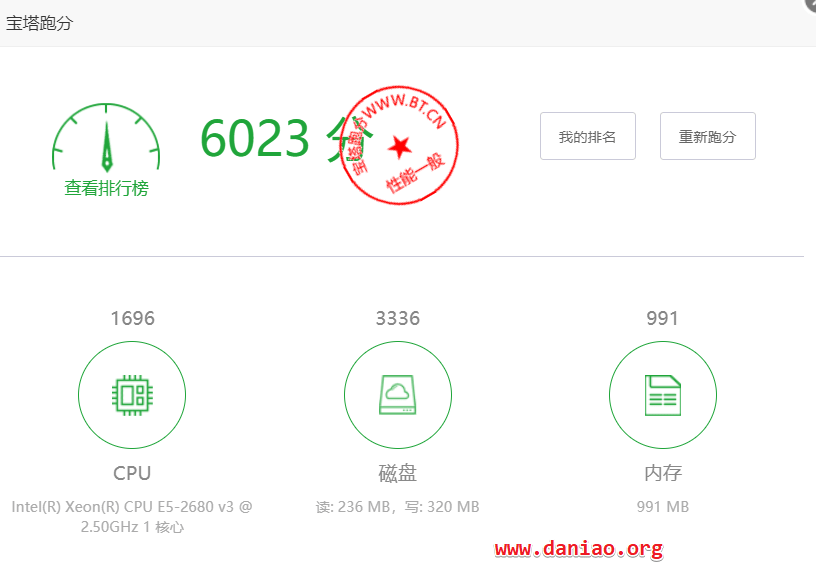 宝塔跑分
6023 分
宝塔跑分WWW.BT.CN
性能一般
查看排行榜
我的排名
重新跑分
1696
3336
991
CPU
磁盘
内存
Intel(R) Xeon(R) CPU E5-2680 v3 @
2.50GHz 1 核心
读: 236 MB，写: 320 MB
991 MB
www.daniao.org